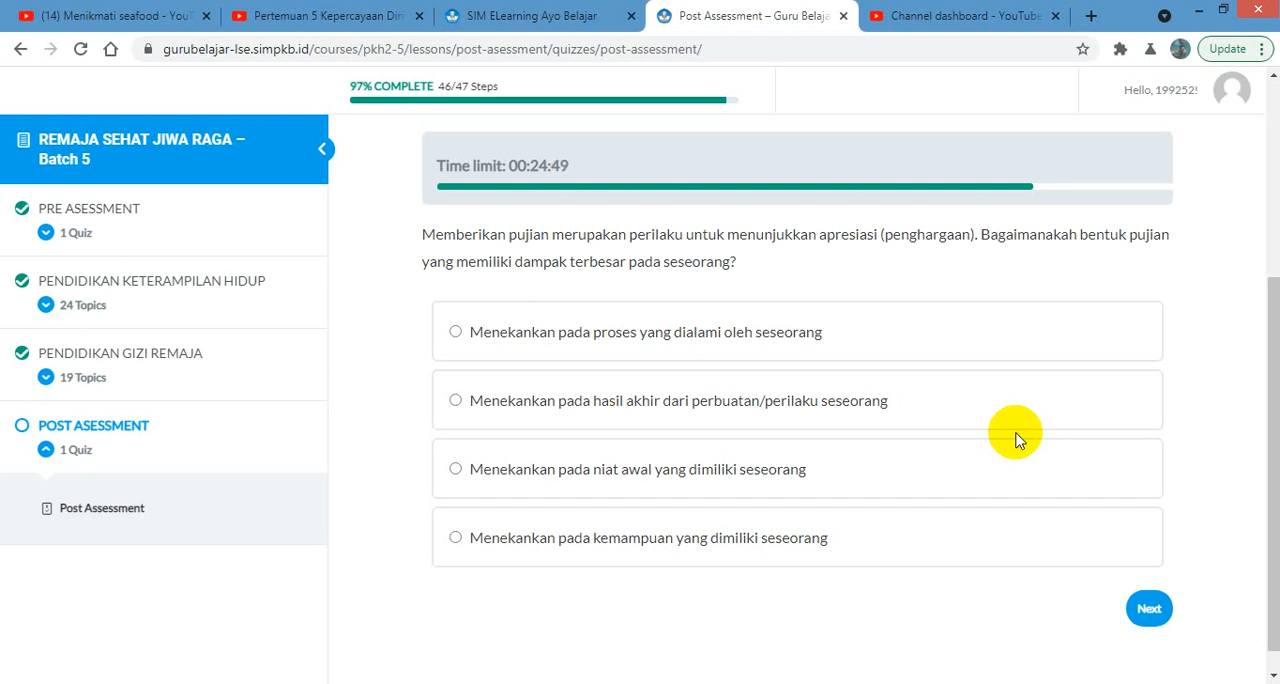 (14) Menikmati seafood - YouT
Pertemuan 5 Kepercayaan Diri
SIM ELearning Ayo Belajar
Post Assessment – Guru Belaja
Channel dashboard - YouTube
gurubelajar-lse.simpkb.id/courses/pkh2-5/lessons/post-asessment/quizzes/post-assessment/
Update
97% COMPLETE 46/47 Steps
Hello, 199252!
REMAJA SEHAT JIWA RAGA –
Batch 5
PRE ASESSMENT
1 Quiz
PENDIDIKAN KETERAMPILAN HIDUP
24 Topics
PENDIDIKAN GIZI REMAJA
19 Topics
POST ASESSMENT
1 Quiz
Post Assessment
Time limit: 00:24:49
Memberikan pujian merupakan perilaku untuk menunjukkan apresiasi (penghargaan). Bagaimanakah bentuk pujian
yang memiliki dampak terbesar pada seseorang?
Menekankan pada proses yang dialami oleh seseorang
Menekankan pada hasil akhir dari perbuatan/perilaku seseorang
Menekankan pada niat awal yang dimiliki seseorang
Menekankan pada kemampuan yang dimiliki seseorang
Next